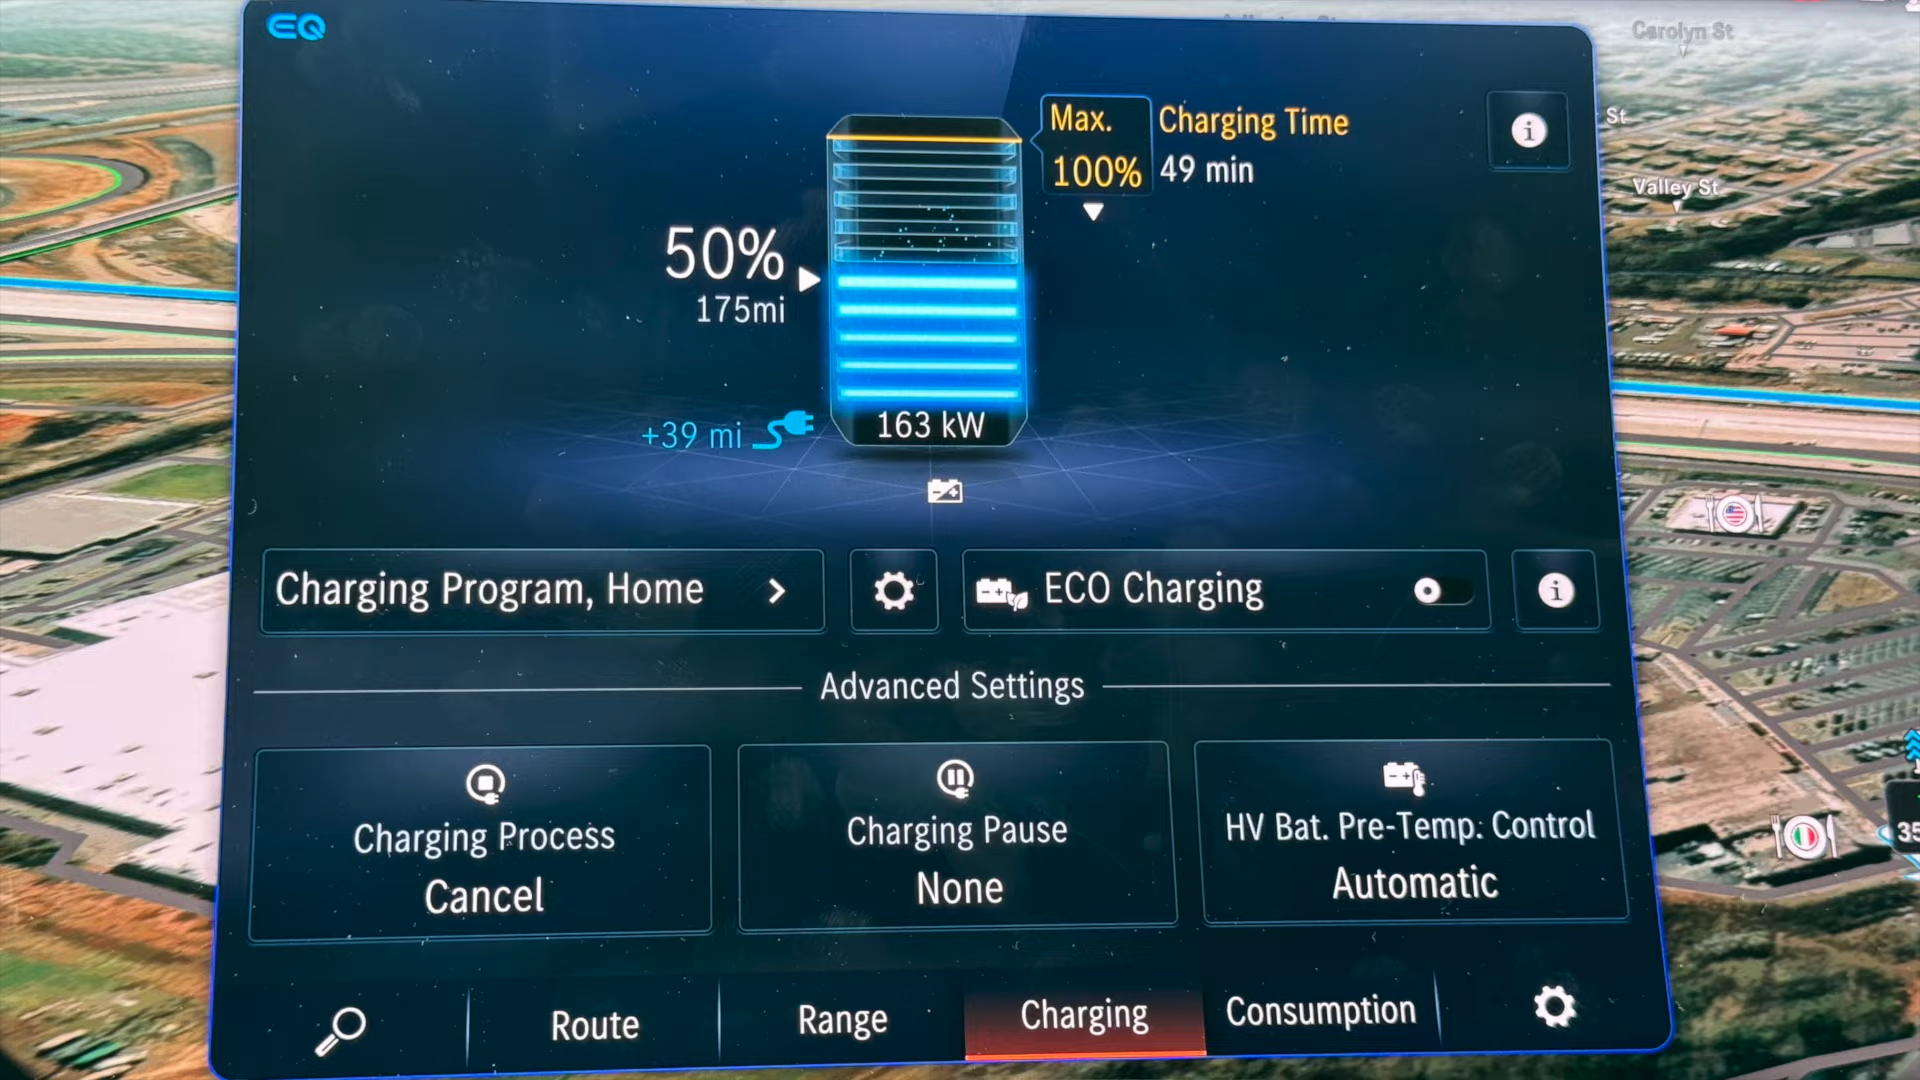 EQ
Carolyn St
St
Valley St
Max.
100%
Charging Time
49 min
50%
175mi
+39 mi
163 kW
Charging Program, Home
ECO Charging
Advanced Settings
Charging Process
Cancel
Charging Pause
None
HV Bat. Pre-Temp. Control
Automatic
35
Route
Range
Charging
Consumption